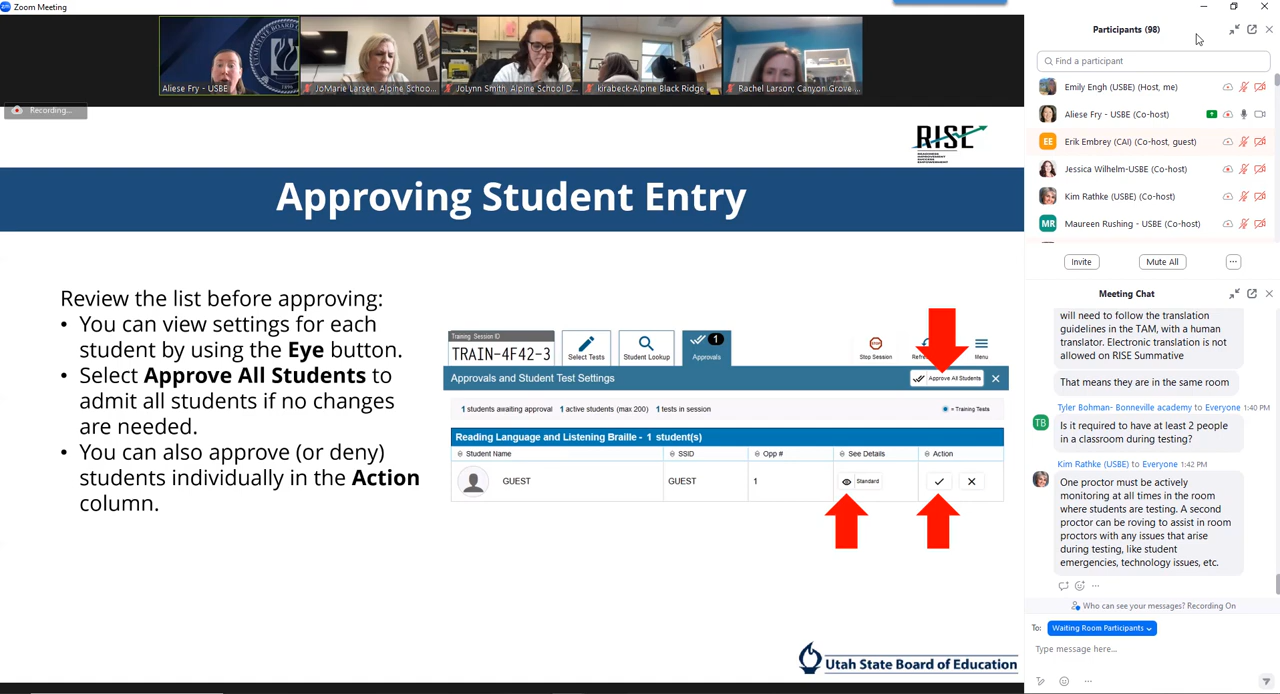 Zoom Meeting
Aliese Fry - USBE
JoMarie Larsen, Alpine Schoo...
JoLynn Smith, Alpine School D...
kirabeck-Alpine Black Ridge
Rachel Larson; Canyon Grove ...
Recording...
RISE
Approving Student Entry
Review the list before approving:
• You can view settings for each
student by using the Eye button.
• Select Approve All Students to
admit all students if no changes
are needed.
• You can also approve (or deny)
students individually in the Action
column.
Training Session ID
TRAIN-4F42-3
Select Tests
Student Lookup
1
Approvals
Stop Session
Menu
Approvals and Student Test Settings
Approve All Students
1 students awaiting approval
1 active students (max 200)
1 tests in session
= Training Tests
Reading Language and Listening Braille - 1 student(s)
Student Name
SSID
Opp #
See Details
Action
GUEST
GUEST
1
Standard
Utah State Board of Education
Participants (98)
Find a participant
Emily Engh (USBE) (Host, me)
Aliese Fry - USBE (Co-host)
EE
Erik Embrey (CAI) (Co-host, guest)
Jessica Wilhelm-USBE (Co-host)
Kim Rathke (USBE) (Co-host)
MR
Maureen Rushing - USBE (Co-host)
Invite
Mute All
...
Meeting Chat
will need to follow the translation
guidelines in the TAM, with a human
translator. Electronic translation is not
allowed on RISE Summative
That means they are in the same room
Tyler Bohman- Bonneville academy to Everyone 1:40 PM
TB
Is it required to have at least 2 people
in a classroom during testing?
Kim Rathke (USBE) to Everyone 1:42 PM
One proctor must be actively
monitoring at all times in the room
where students are testing. A second
proctor can be roving to assist in room
proctors with any issues that arise
during testing, like student
emergencies, technology issues, etc.
Who can see your messages? Recording On
To: Waiting Room Participants
Type message here...